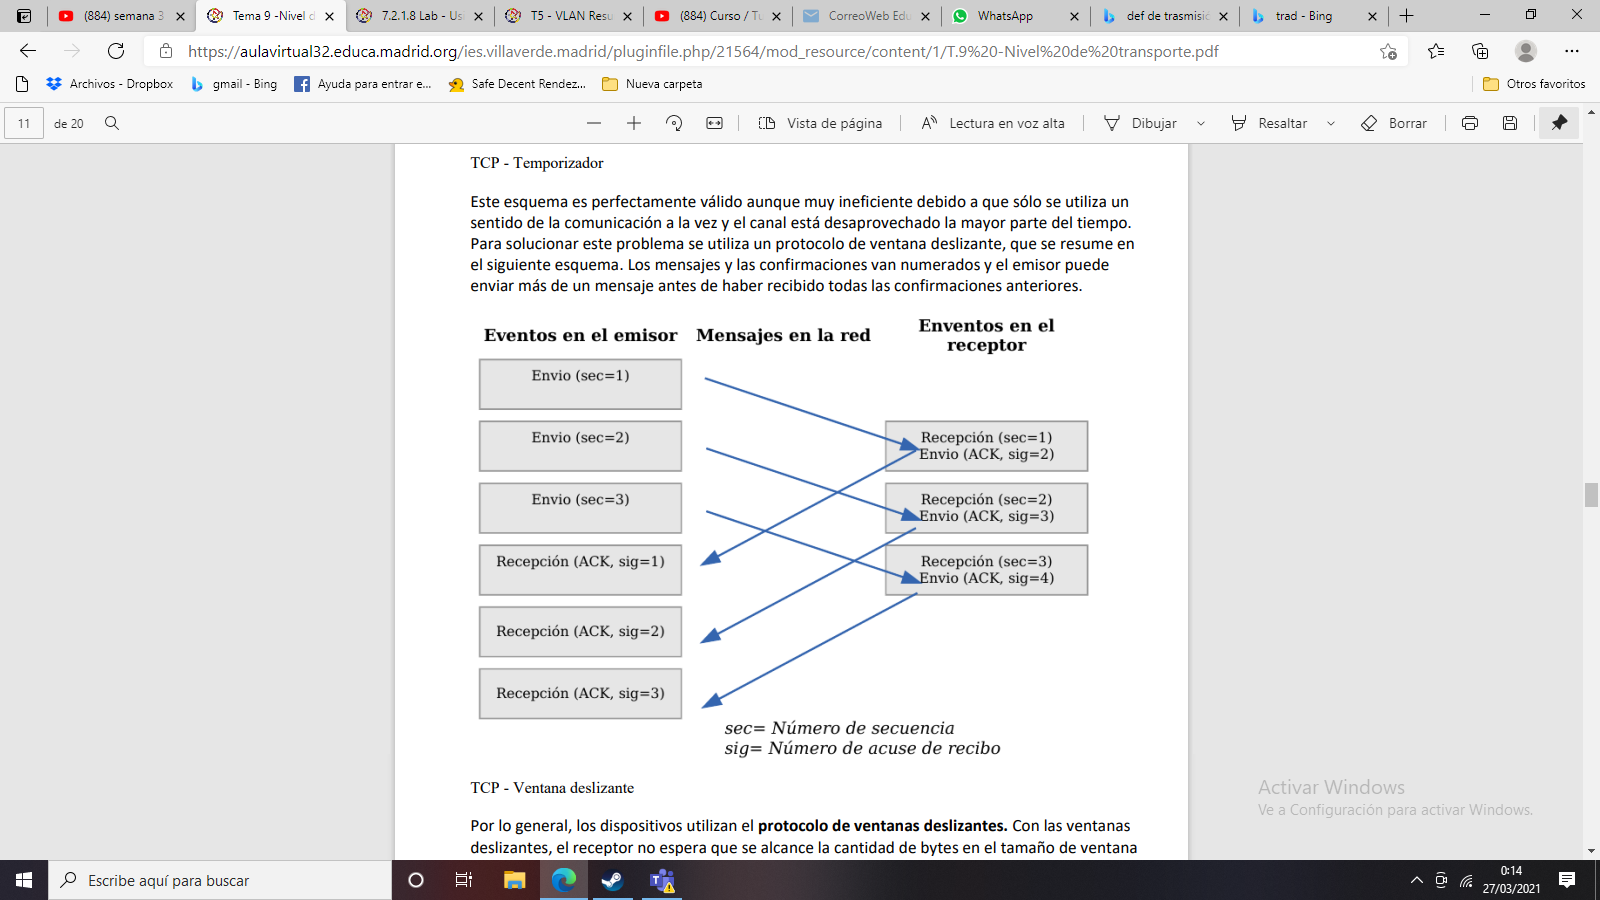 (884) semana 3
Tema 9 -Nivel d
7.2.1.8 Lab - Us
T5 - VLAN Resu
(884) Curso / Tu
CorreoWeb Edu
WhatsApp
def de trasmisio
trad - Bing
https://aulavirtual32.educa.madrid.org/ies.villaverde.madrid/pluginfile.php/21564/mod_resource/content/1/T.9%20-Nivel%20de%20transporte.pdf
Archivos - Dropbox
gmail - Bing
Ayuda para entrar e...
Safe Decent Rendez...
Nueva carpeta
Otros favoritos
11 de 20
Vista de página
Lectura en voz alta
Dibujar
Resaltar
Borrar
TCP - Temporizador
Este esquema es perfectamente válido aunque muy ineficiente debido a que sólo se utiliza un
sentido de la comunicación a la vez y el canal está desaprovechado la mayor parte del tiempo.
Para solucionar este problema se utiliza un protocolo de ventana deslizante, que se resume en
el siguiente esquema. Los mensajes y las confirmaciones van numerados y el emisor puede
enviar más de un mensaje antes de haber recibido todas las confirmaciones anteriores.
Eventos en el emisor
Mensajes en la red
Enventos en el
receptor
Envio (sec=1)
Envio (sec=2)
Envio (sec=3)
Recepción (ACK, sig=1)
Recepción (ACK, sig=2)
Recepción (ACK, sig=3)
Recepción (sec=1)
Envio (ACK, sig=2)
Recepción (sec=2)
Envio (ACK, sig=3)
Recepción (sec=3)
Envio (ACK, sig=4)
sec= Número de secuencia
sig= Número de acuse de recibo
TCP - Ventana deslizante
Por lo general, los dispositivos utilizan el protocolo de ventanas deslizantes. Con las ventanas
deslizantes, el receptor no espera que se alcance la cantidad de bytes en el tamaño de ventana
Activar Windows
Ve a Configuración para activar Windows.
Escribe aquí para buscar
0:14
27/03/2021